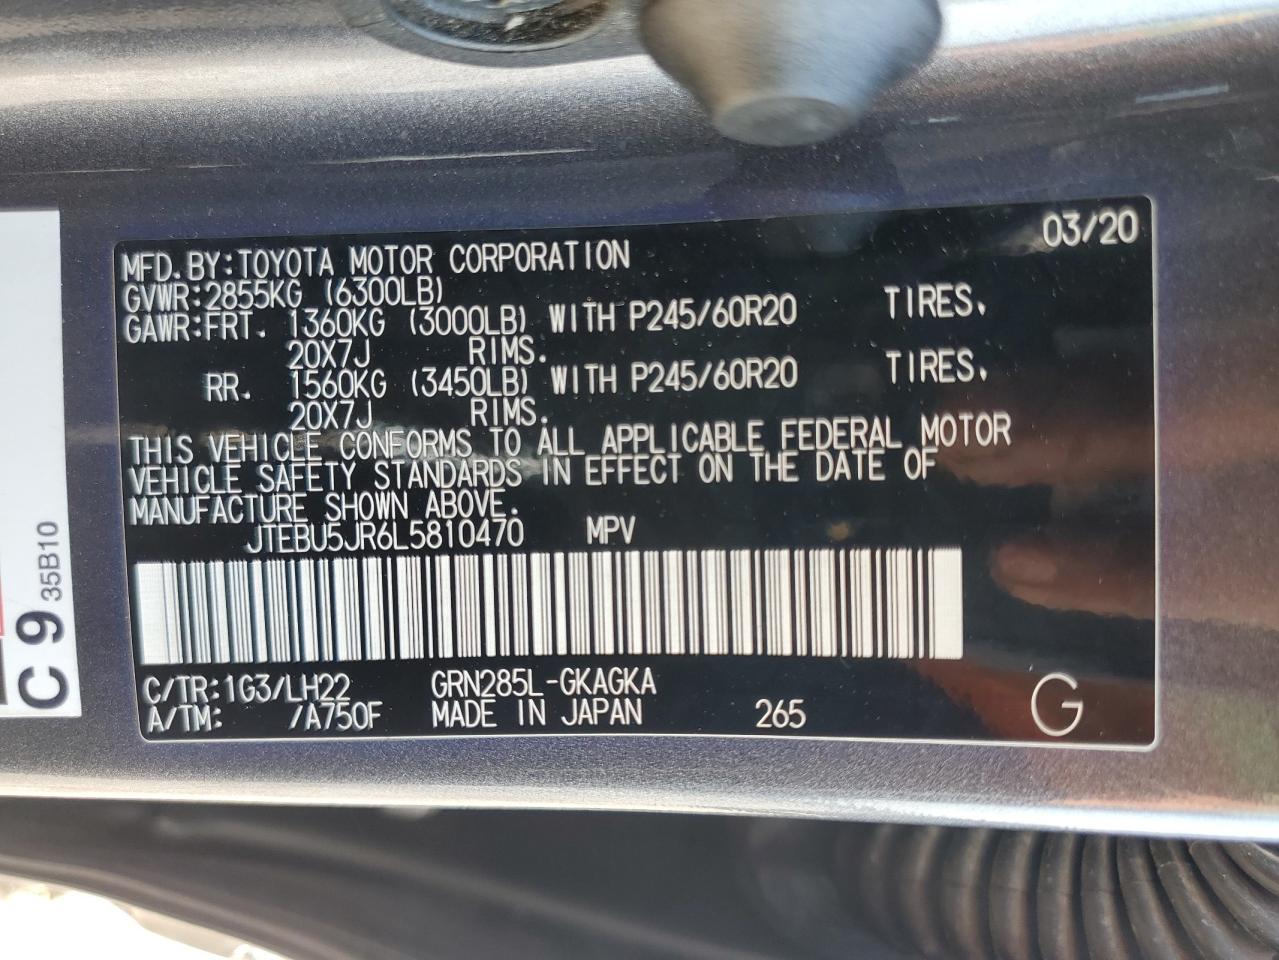 03/20
MFD.BY:TOYOTA MOTOR CORPORATION
GVWR:2855KG (6300LB)
GAWR:FRT. 1360KG (3000LB) WITH P245/60R20 TIRES.
20X7J RIMS.
RR. 1560KG (3450LB) WITH P245/60R20 TIRES.
20X7J RIMS.
THIS VEHICLE CONFORMS TO ALL APPLICABLE FEDERAL MOTOR
VEHICLE SAFETY STANDARDS IN EFFECT ON THE DATE OF
MANUFACTURE SHOWN ABOVE.
JTEBU5JR6L5810470 MPV
C/TR:1G3/LH22 GRN285L-GKAGKA
A/TM: /A750F MADE IN JAPAN 265 G
C 9
35B10